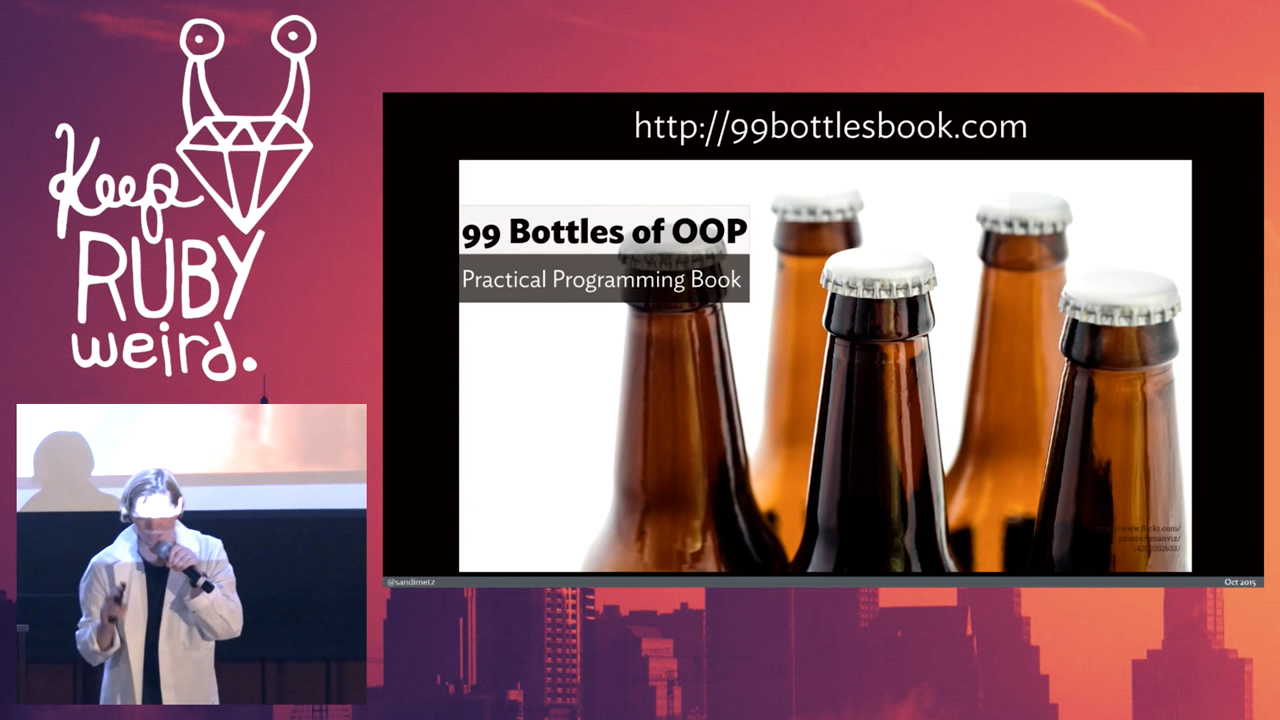 Keep
RUBY
weird.
http://99bottlesbook.com
99 Bottles of OOP
Practical Programming Book
@sandimetz
Oct 2015